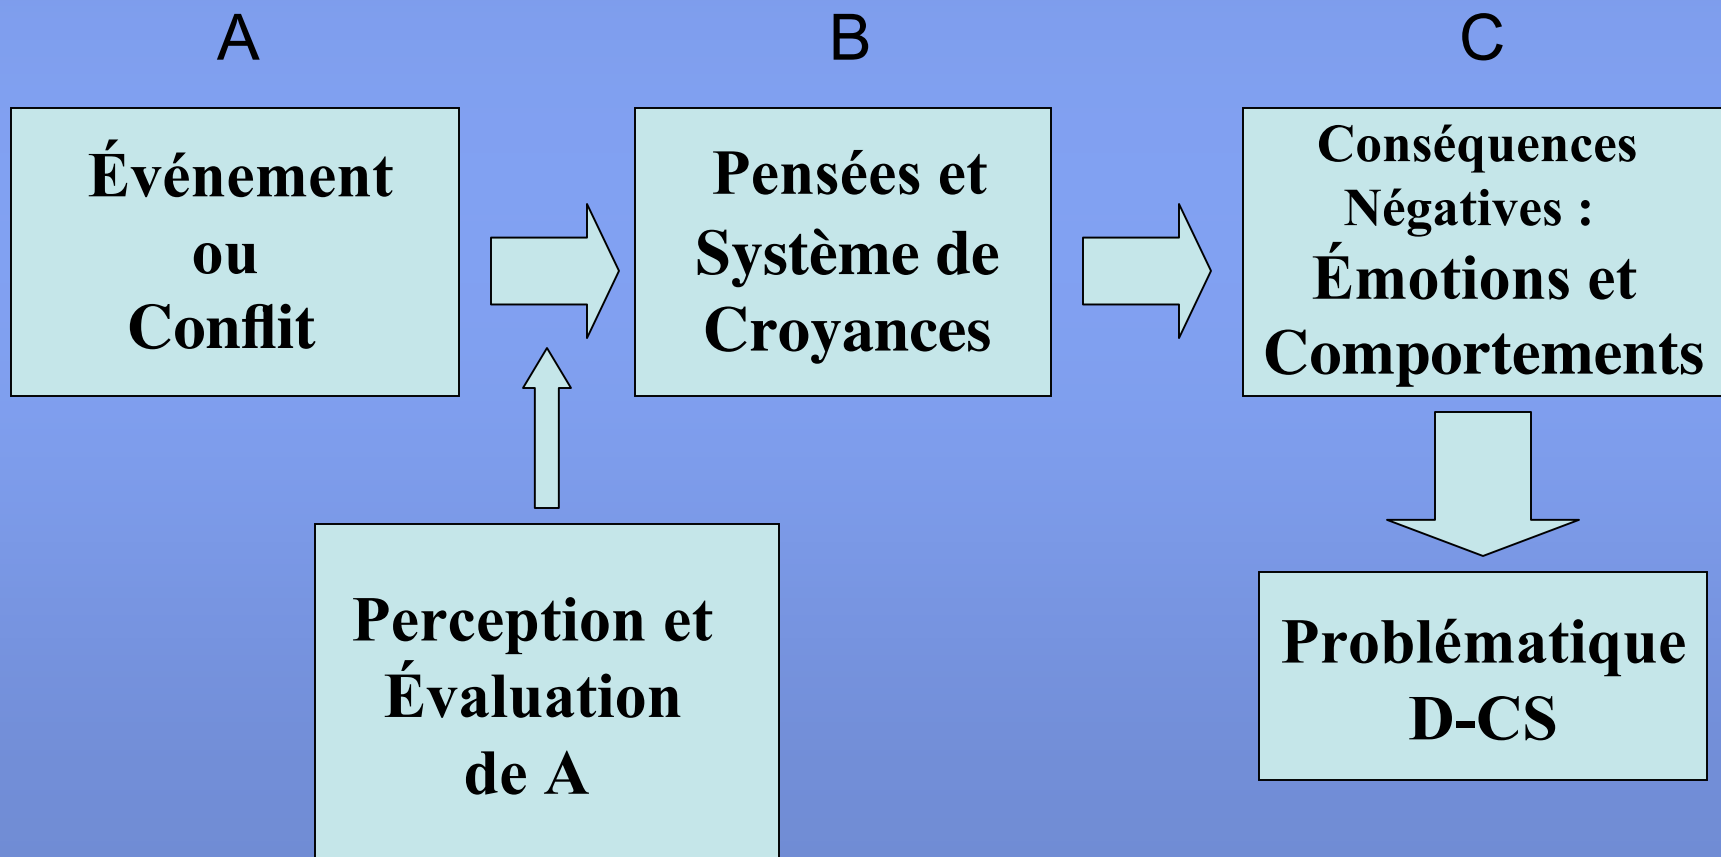 A
B
C
Événement
ou
Conflit
Pensées et
Système de
Croyances
Conséquences
Négatives :
Émotions et
Comportements
Perception et
Évaluation
de A
Problématique
D-CS